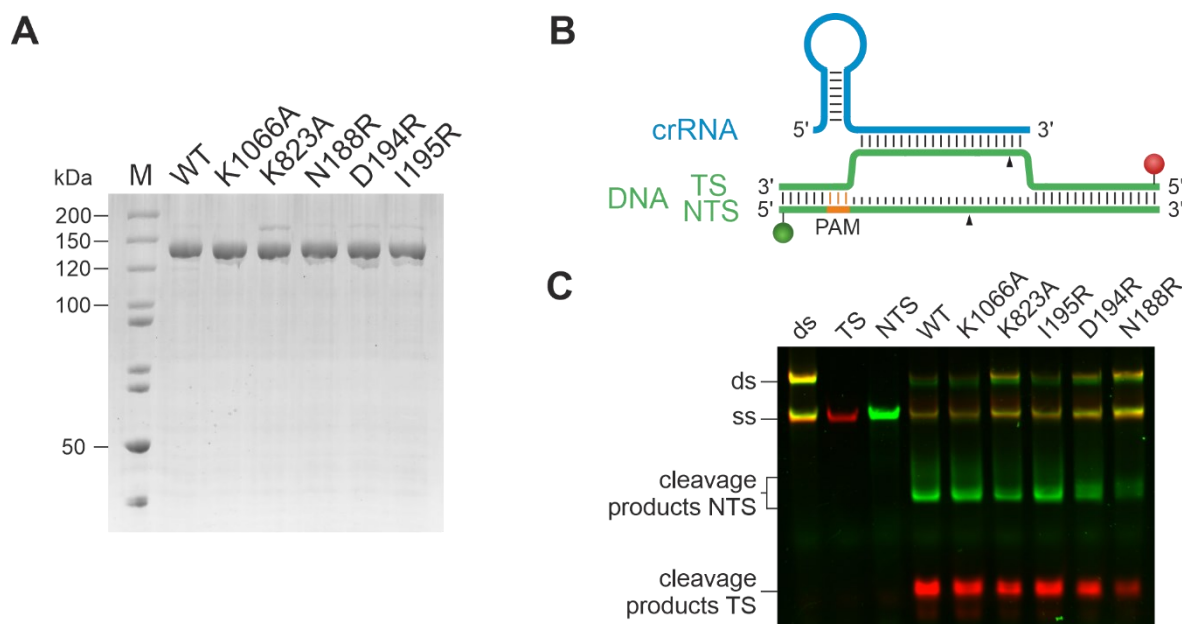 A
kDa M WT K1066A K823A N188R D194R I195R
200
150
120
100
50
B
crRNA 5' 3'
DNA TS 3' 5'
NTS 5' 3'
PAM
C
ds TS NTS WT K1066A K823A I195R D194R N188R
ds
ss
cleavage
products NTS
cleavage
products TS